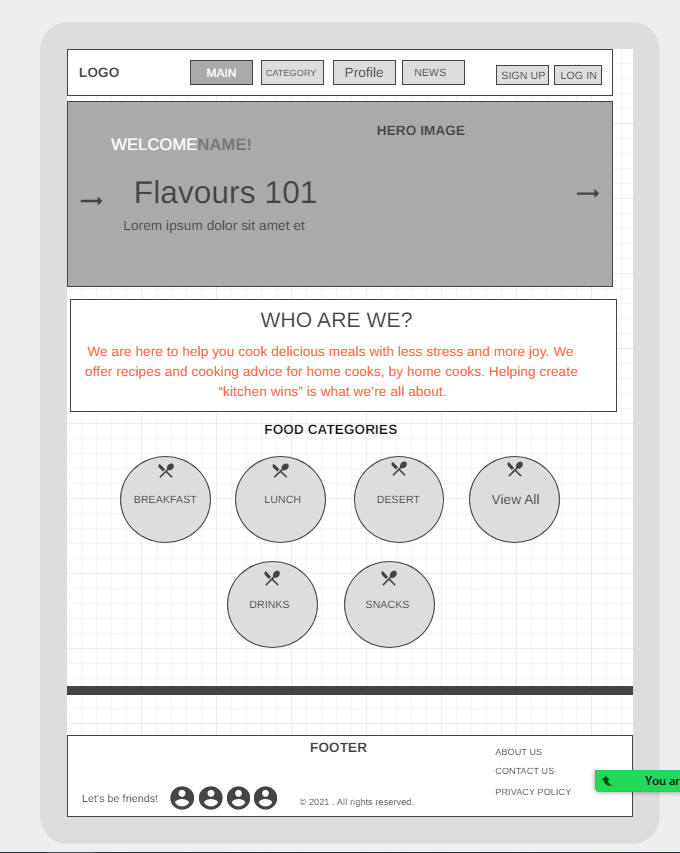 LOGO
MAIN
CATEGORY
Profile
NEWS
SIGN UP
LOG IN
HERO IMAGE
WELCOMENAME!
Flavours 101
Lorem ipsum dolor sit amet et
WHO ARE WE?
We are here to help you cook delicious meals with less stress and more joy. We
offer recipes and cooking advice for home cooks, by home cooks. Helping create
“kitchen wins” is what we’re all about.
FOOD CATEGORIES
BREAKFAST
LUNCH
DESERT
View All
DRINKS
SNACKS
FOOTER
ABOUT US
CONTACT US
PRIVACY POLICY
Let's be friends!
© 2021 . All rights reserved.
You ar